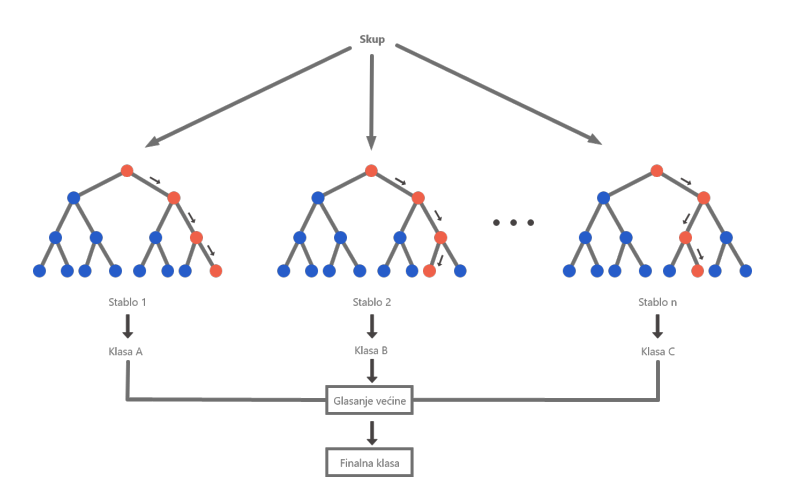 Skup
Stablo 1
Stablo 2
Stablo n
Klasa A
Klasa B
Klasa C
Glasanje većine
Finalna klasa